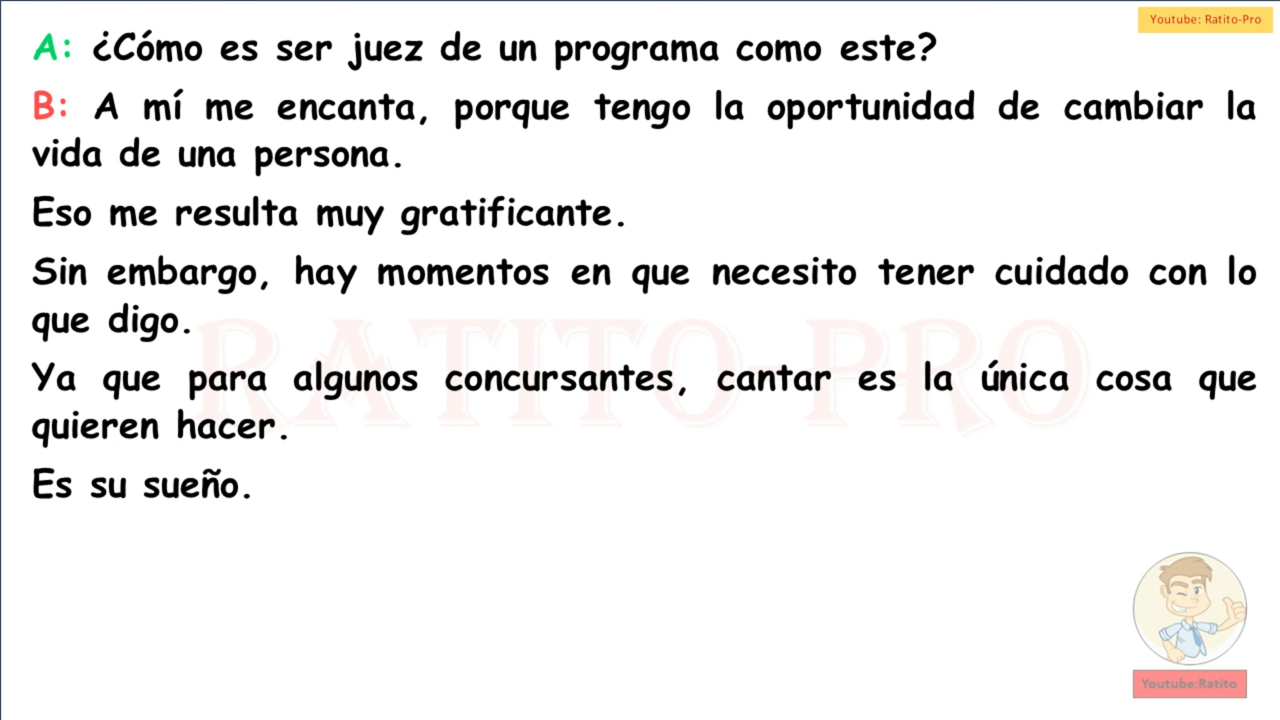 Youtube: Ratito-Pro
A: ¿Cómo es ser juez de un programa como este?
B: A mí me encanta, porque tengo la oportunidad de cambiar la
vida de una persona.
Eso me resulta muy gratificante.
Sin embargo, hay momentos en que necesito tener cuidado con lo
que digo.
RATITO-PRO
Ya que para algunos concursantes, cantar es la única cosa que
quieren hacer.
Es su sueño.
Youtube:Ratito